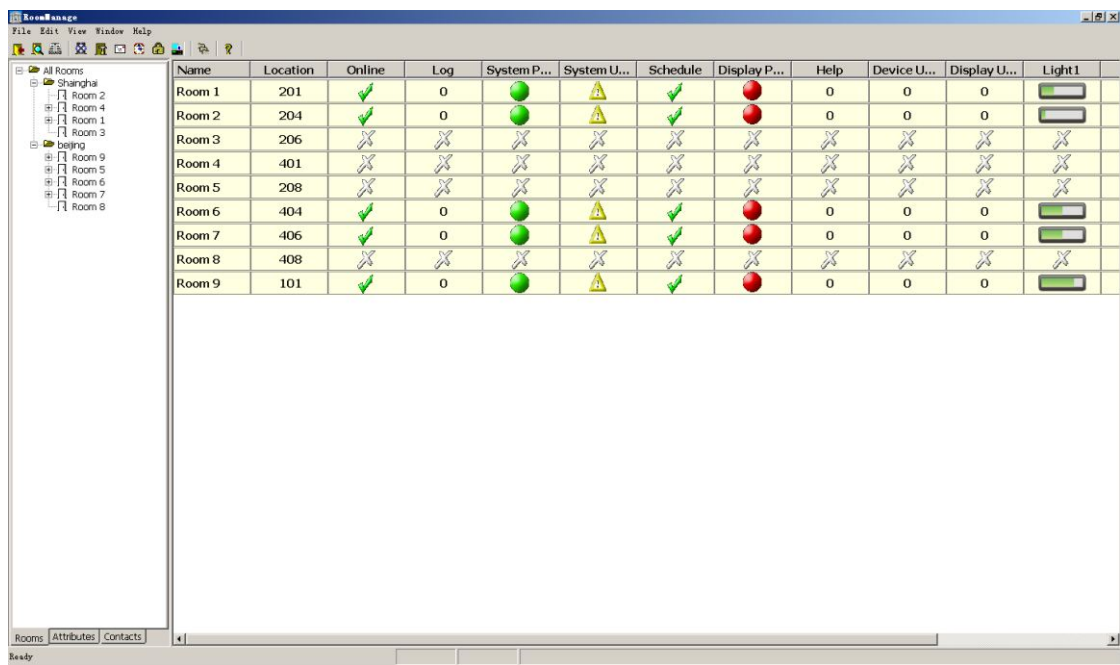 RoomManage
File Edit View Window Help
All Rooms
Shainghai
Room 2
Room 4
Room 1
Room 3
beijing
Room 9
Room 5
Room 6
Room 7
Room 8
Name Location Online Log System P... System U... Schedule Display P... Help Device U... Display U... Light1
Room 1 201 0 0 0 0
Room 2 204 0 0 0 0
Room 3 206
Room 4 401
Room 5 208
Room 6 404 0 0 0 0
Room 7 406 0 0 0 0
Room 8 408
Room 9 101 0 0 0 0
Rooms Attributes Contacts
Ready